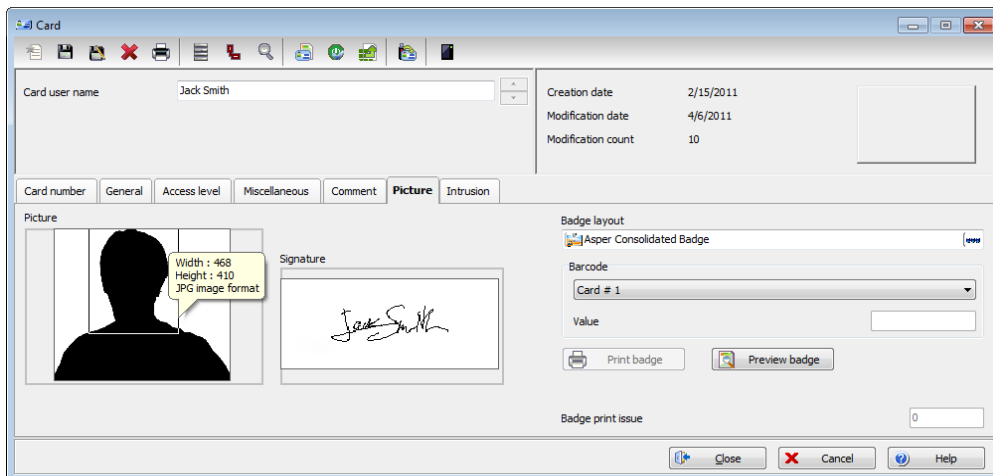 Card
Card user name
Jack Smith
Creation date 2/15/2011
Modification date 4/6/2011
Modification count 10
Card number General Access level Miscellaneous Comment Picture Intrusion
Picture
Width : 468
Height : 410
JPG image format
Signature
Jack Smith
Badge layout
Asper Consolidated Badge
Barcode
Card # 1
Value
Print badge Preview badge
Badge print issue 0
Close Cancel Help